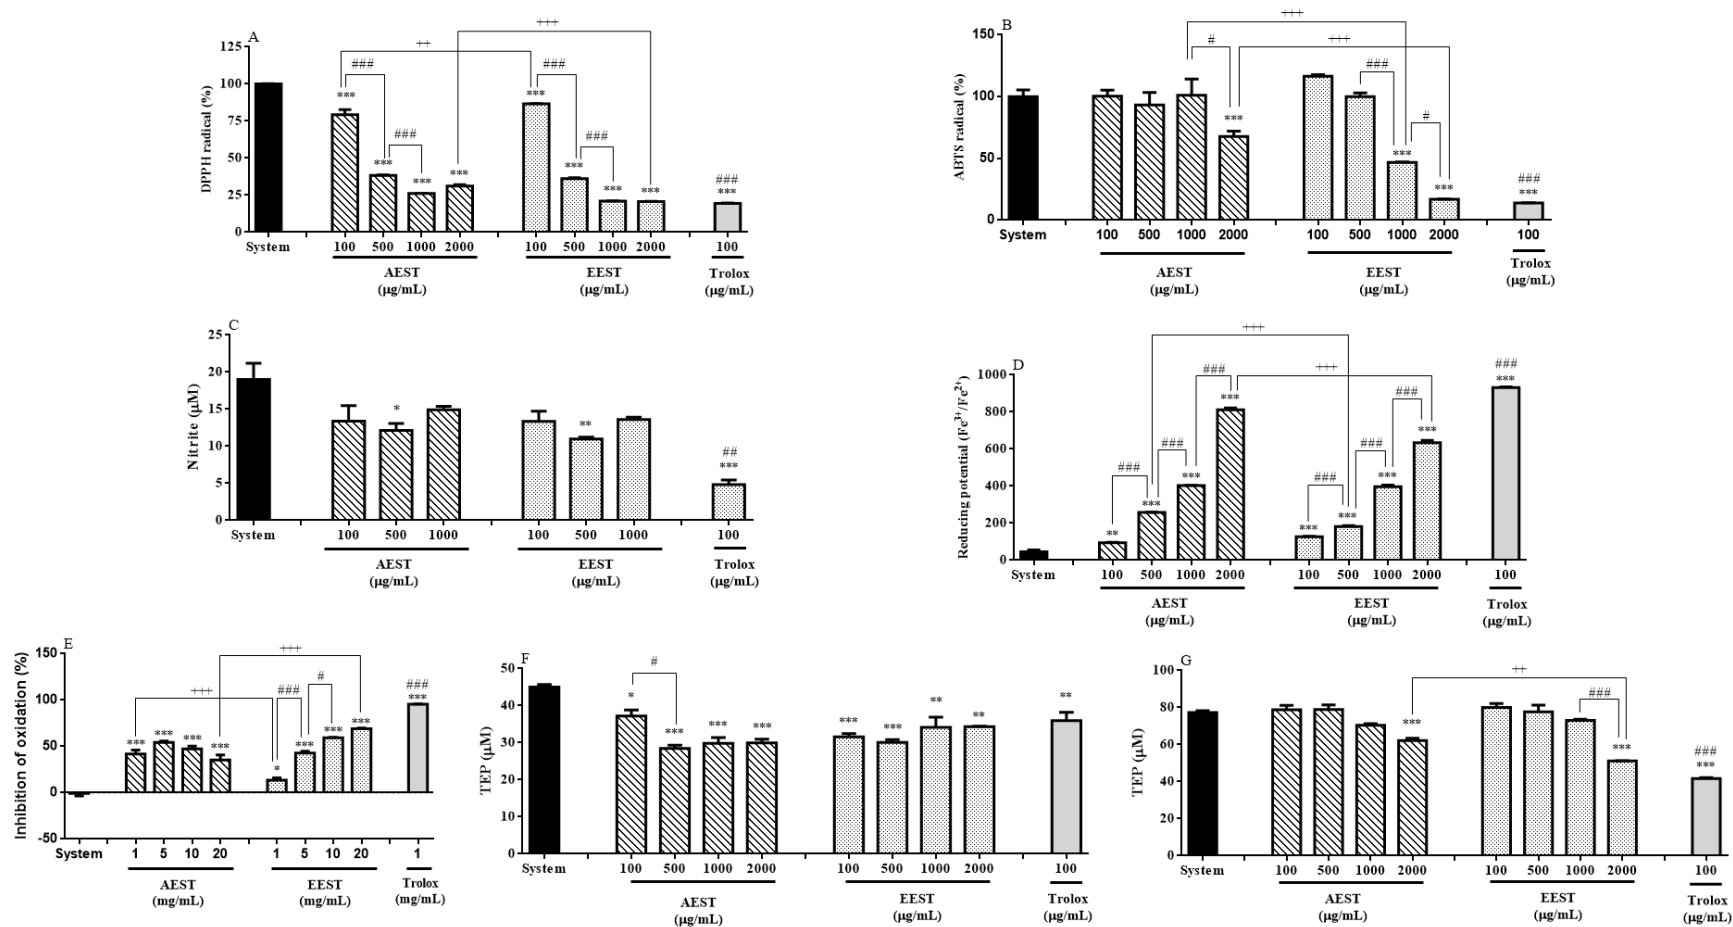 A
DPPH radical (%)
125
100
75
50
25
0
+++
++
###
###
###
###
***
***
***
***
***
***
***
***
###
***
System
100 500 1000 2000
100 500 1000 2000
100
AEST
(µg/mL)
EEST
(µg/mL)
Trolox
(µg/mL)
B
ABTS radical (%)
150
100
50
0
+++
#
+++
###
#
***
***
***
###
***
System
100 500 1000 2000
100 500 1000 2000
100
AEST
(µg/mL)
EEST
(µg/mL)
Trolox
(µg/mL)
C
Nitrite (µM)
25
20
15
10
5
0
*
**
##
***
System
100 500 1000
100 500 1000
100
AEST
(µg/mL)
EEST
(µg/mL)
Trolox
(µg/mL)
D
Reducing potential (Fe³⁺/Fe²⁺)
1000
800
600
400
200
0
+++
###
+++
###
###
###
###
###
**
***
***
***
***
***
***
***
###
***
System
100 500 1000 2000
100 500 1000 2000
100
AEST
(µg/mL)
EEST
(µg/mL)
Trolox
(µg/mL)
E
Inhibition of oxidation (%)
150
100
50
0
-50
+++
+++
###
#
***
***
***
***
*
***
***
***
###
***
System
1 5 10 20
1 5 10 20
1
AEST
(mg/mL)
EEST
(mg/mL)
Trolox
(mg/mL)
F
TEP (µM)
50
40
30
20
10
0
#
*
***
***
***
***
***
**
**
**
System
100 500 1000 2000
100 500 1000 2000
100
AEST
(µg/mL)
EEST
(µg/mL)
Trolox
(µg/mL)
G
TEP (µM)
100
80
60
40
20
0
++
###
***
***
###
***
System
100 500 1000 2000
100 500 1000 2000
100
AEST
(µg/mL)
EEST
(µg/mL)
Trolox
(µg/mL)